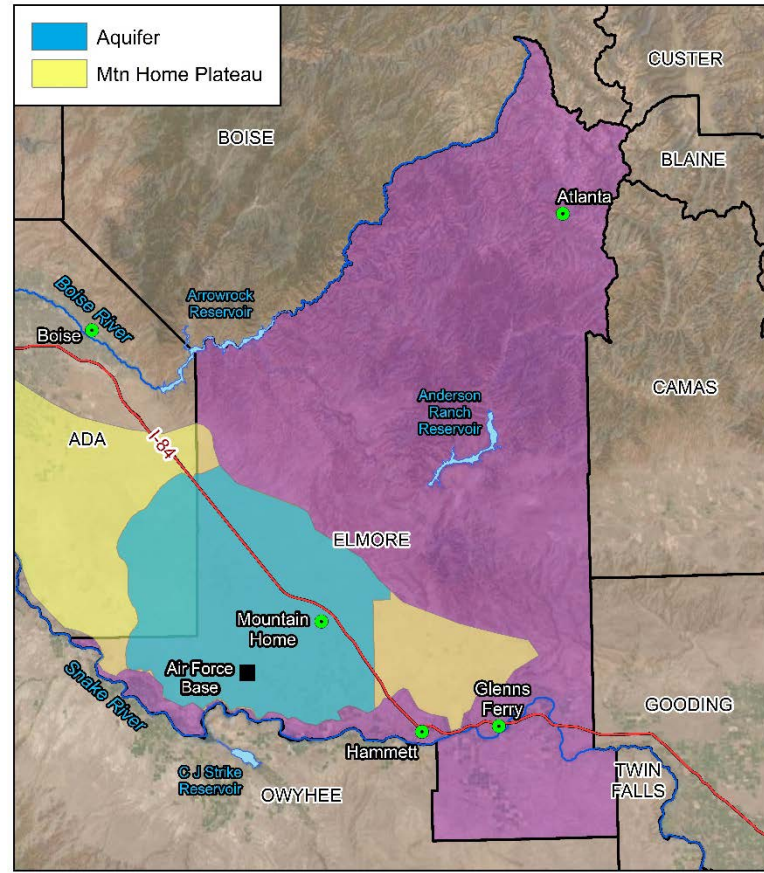 Aquifer
Mtn Home Plateau
CUSTER
BOISE
BLAINE
Atlanta
Boise River
Arrowrock
Reservoir
Boise
CAMAS
Anderson
Ranch
Reservoir
ADA
I-84
ELMORE
Mountain
Home
Air Force
Base
Snake River
Glenns
Ferry
GOODING
Hammett
C J Strike
Reservoir
OWYHEE
TWIN
FALLS